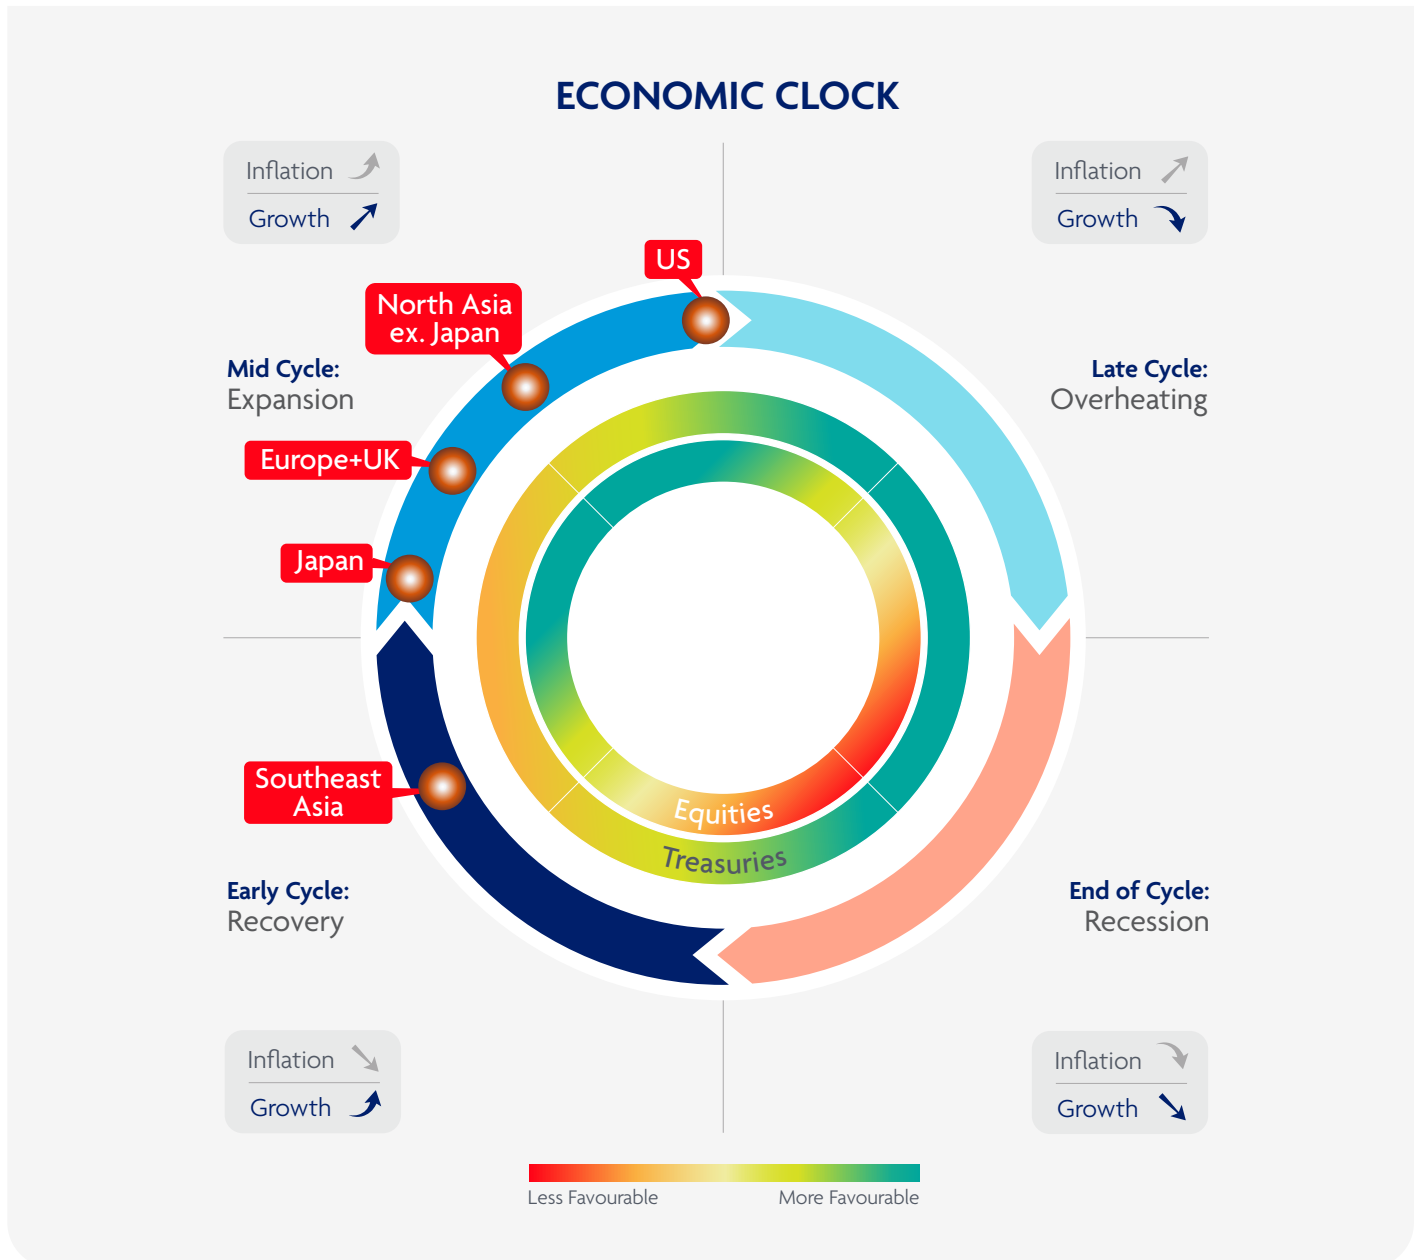 ECONOMIC CLOCK
Inflation
Growth
Inflation
Growth
US
North Asia
ex. Japan
Mid Cycle:
Expansion
Late Cycle:
Overheating
Europe+UK
Japan
Southeast
Asia
Equities
Treasuries
Early Cycle:
Recovery
End of Cycle:
Recession
Inflation
Growth
Inflation
Growth
Less Favourable
More Favourable